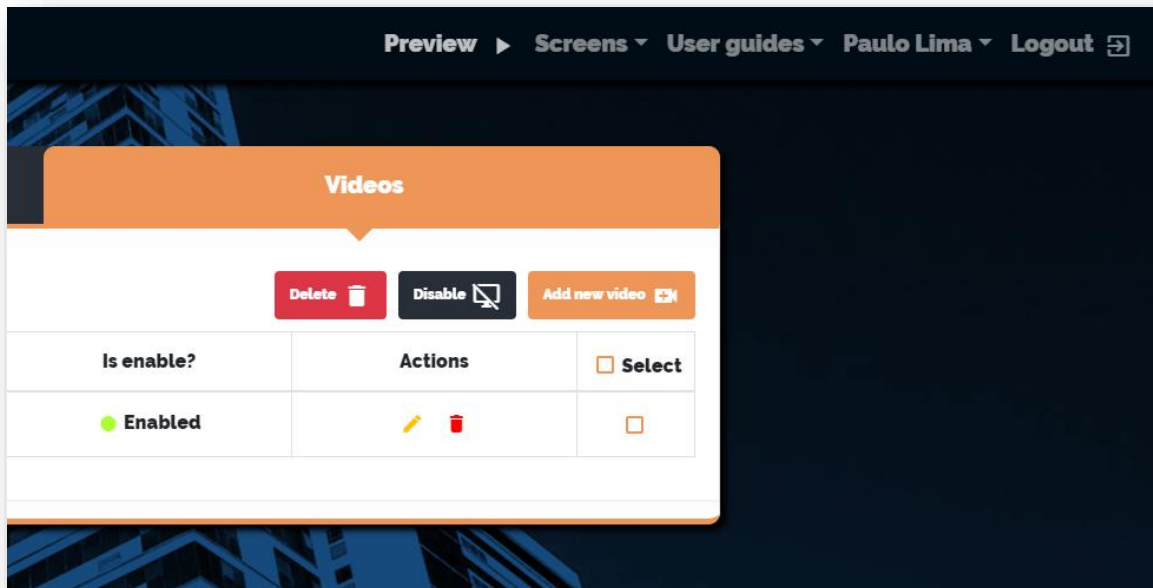 Preview Screens User guides Paulo Lima Logout
Videos
Delete Disable Add new video
Is enable? Actions Select
Enabled